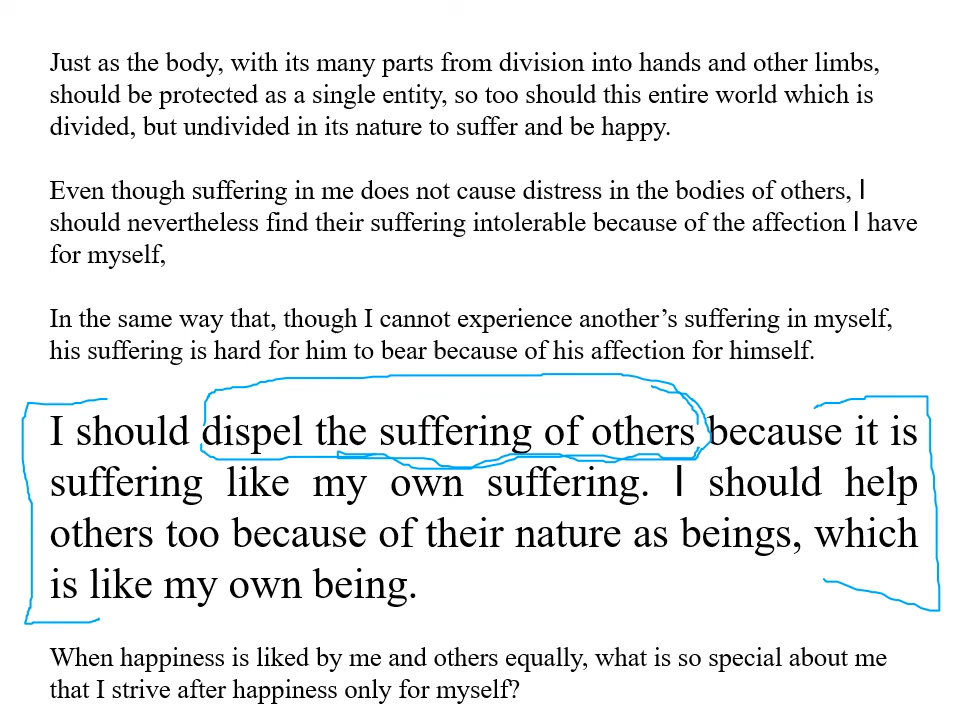 Just as the body, with its many parts from division into hands and other limbs,
should be protected as a single entity, so too should this entire world which is
divided, but undivided in its nature to suffer and be happy.
Even though suffering in me does not cause distress in the bodies of others, I
should nevertheless find their suffering intolerable because of the affection I have
for myself,
In the same way that, though I cannot experience another’s suffering in myself,
his suffering is hard for him to bear because of his affection for himself.
I should dispel the suffering of others because it is
suffering like my own suffering. I should help
others too because of their nature as beings, which
is like my own being.
When happiness is liked by me and others equally, what is so special about me
that I strive after happiness only for myself?